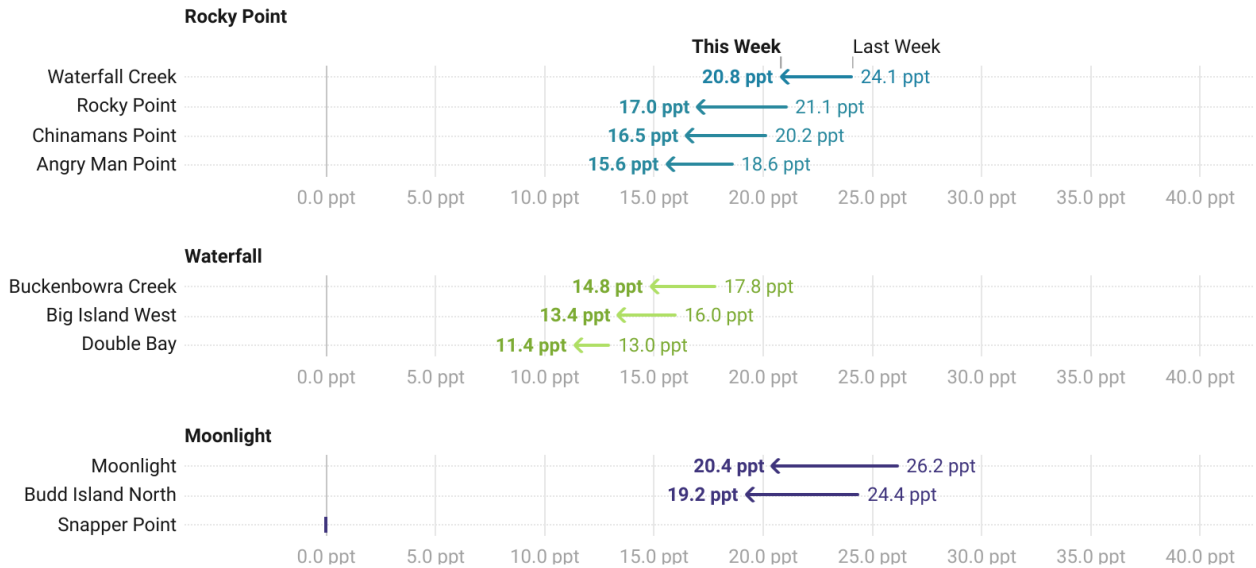 Rocky Point
This Week Last Week
Waterfall Creek 20.8 ppt 24.1 ppt
Rocky Point 17.0 ppt 21.1 ppt
Chinamans Point 16.5 ppt 20.2 ppt
Angry Man Point 15.6 ppt 18.6 ppt
0.0 ppt 5.0 ppt 10.0 ppt 15.0 ppt 20.0 ppt 25.0 ppt 30.0 ppt 35.0 ppt 40.0 ppt
Waterfall
Buckenbowra Creek 14.8 ppt 17.8 ppt
Big Island West 13.4 ppt 16.0 ppt
Double Bay 11.4 ppt 13.0 ppt
0.0 ppt 5.0 ppt 10.0 ppt 15.0 ppt 20.0 ppt 25.0 ppt 30.0 ppt 35.0 ppt 40.0 ppt
Moonlight
Moonlight 20.4 ppt 26.2 ppt
Budd Island North 19.2 ppt 24.4 ppt
Snapper Point
0.0 ppt 5.0 ppt 10.0 ppt 15.0 ppt 20.0 ppt 25.0 ppt 30.0 ppt 35.0 ppt 40.0 ppt